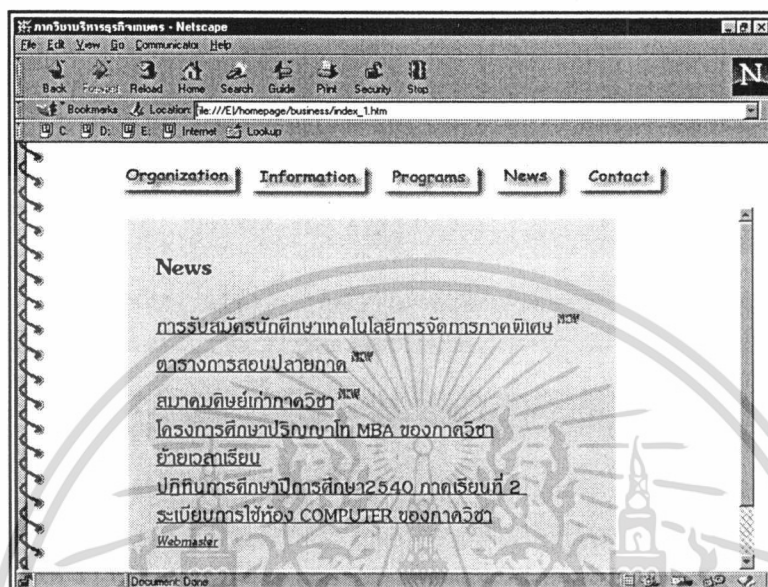 ภาควิชาบริหารธุรกิจเกษตร - Netscape
File Edit View Go Communicator Help
Back Forward Reload Home Search Guide Print Security Stop
N
Bookmarks Location: file:///E|/homepage/business/index_1.htm
C: D: E: Internet Lookup
Organization Information Programs News Contact
News
การรับสมัครนักศึกษาเทคโนโลยีการจัดการภาคพิเศษ NEW
ตารางการสอบปลายภาค NEW
สมาคมศิษย์เก่าภาควิชา NEW
โครงการศึกษาปริญญาโท MBA ของภาควิชา
ย้ายเวลาเรียน
ปฏิทินการศึกษาปีการศึกษา2540 ภาคเรียนที่ 2
ระเบียบการใช้ห้อง COMPUTER ของภาควิชา
Webmaster
Document: Done